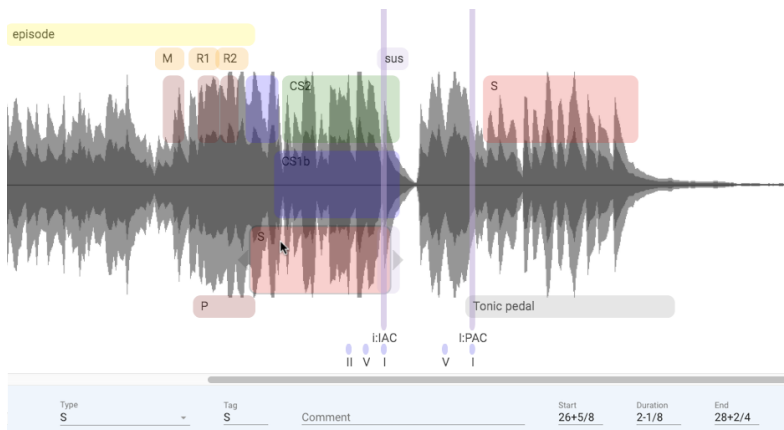 episode
M R1 R2 sus
CS2 S
CS1b
S
P Tonic pedal
i:IAC I:PAC
II V I V I
Type Tag Start Duration End
S S Comment 26+5/8 2-1/8 28+2/4